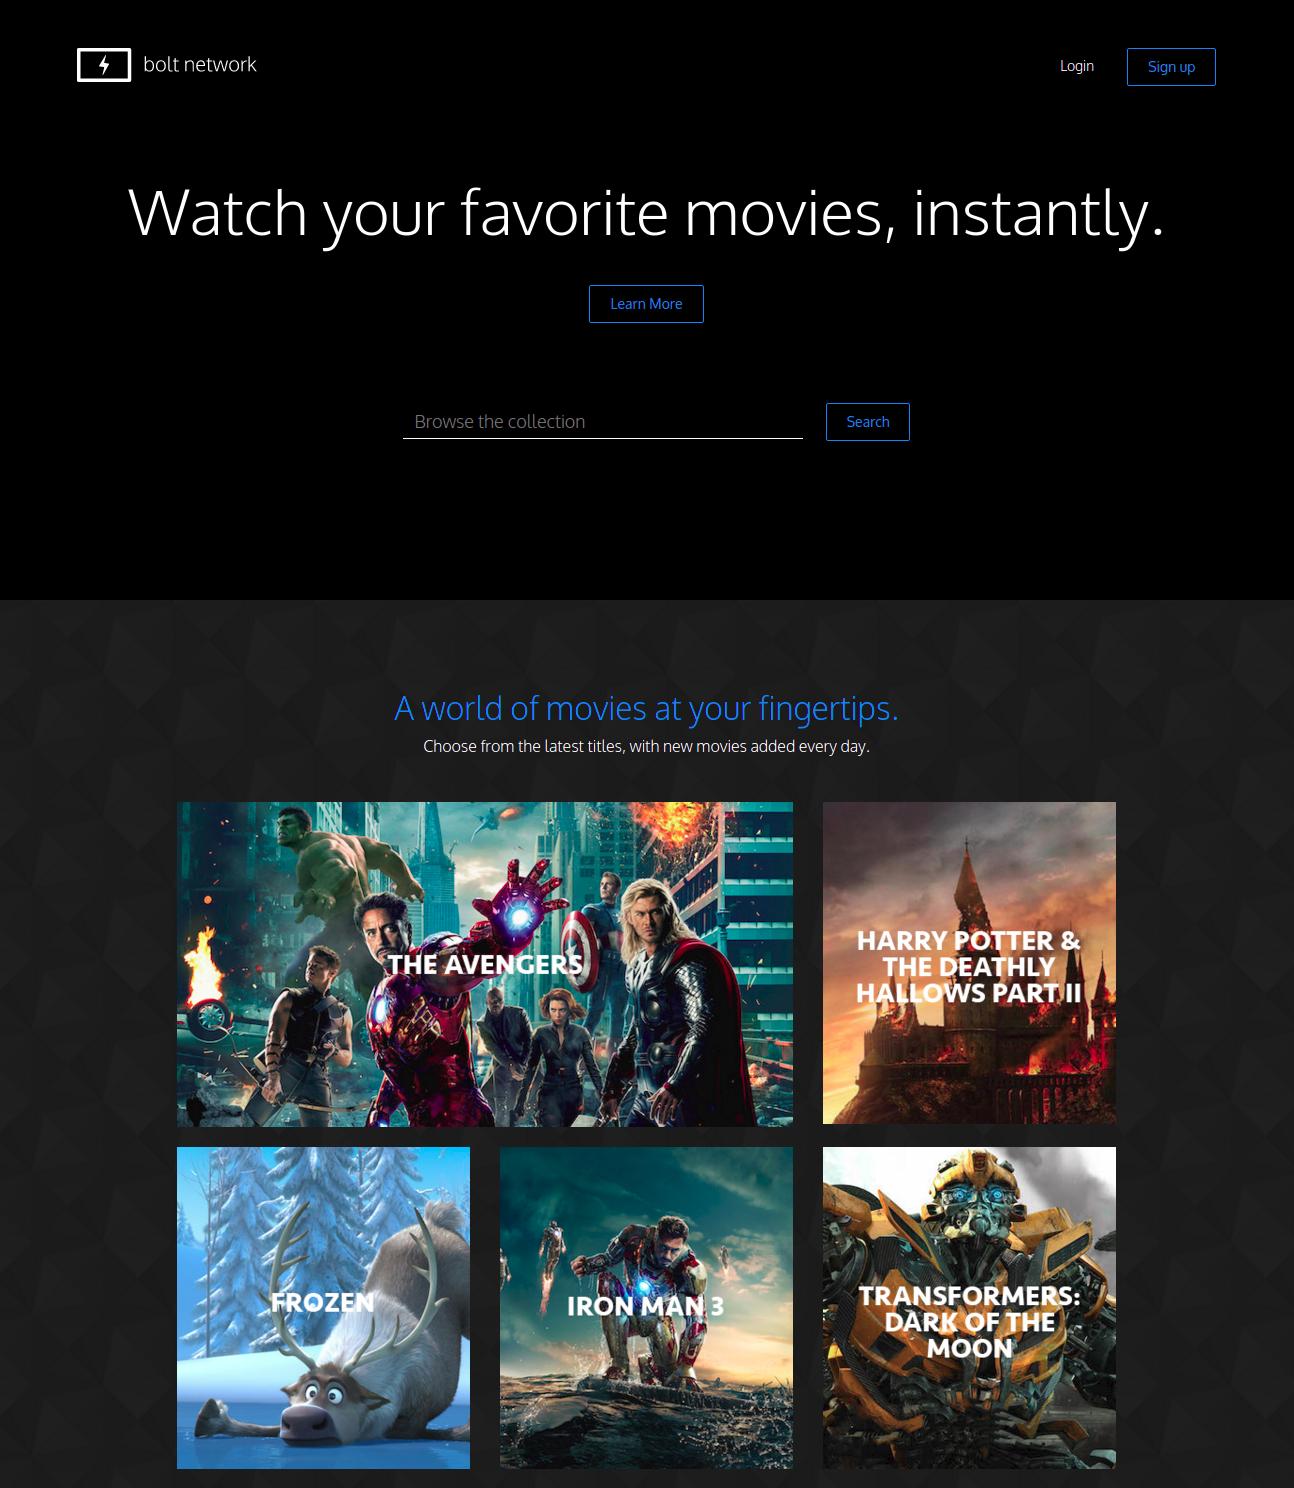 bolt network
Login
Sign up
Watch your favorite movies, instantly.
Learn More
Browse the collection
Search
A world of movies at your fingertips.
Choose from the latest titles, with new movies added every day.
THE AVENGERS
HARRY POTTER &
THE DEATHLY
HALLOWS PART II
FROZEN
IRON MAN 3
TRANSFORMERS:
DARK OF THE
MOON